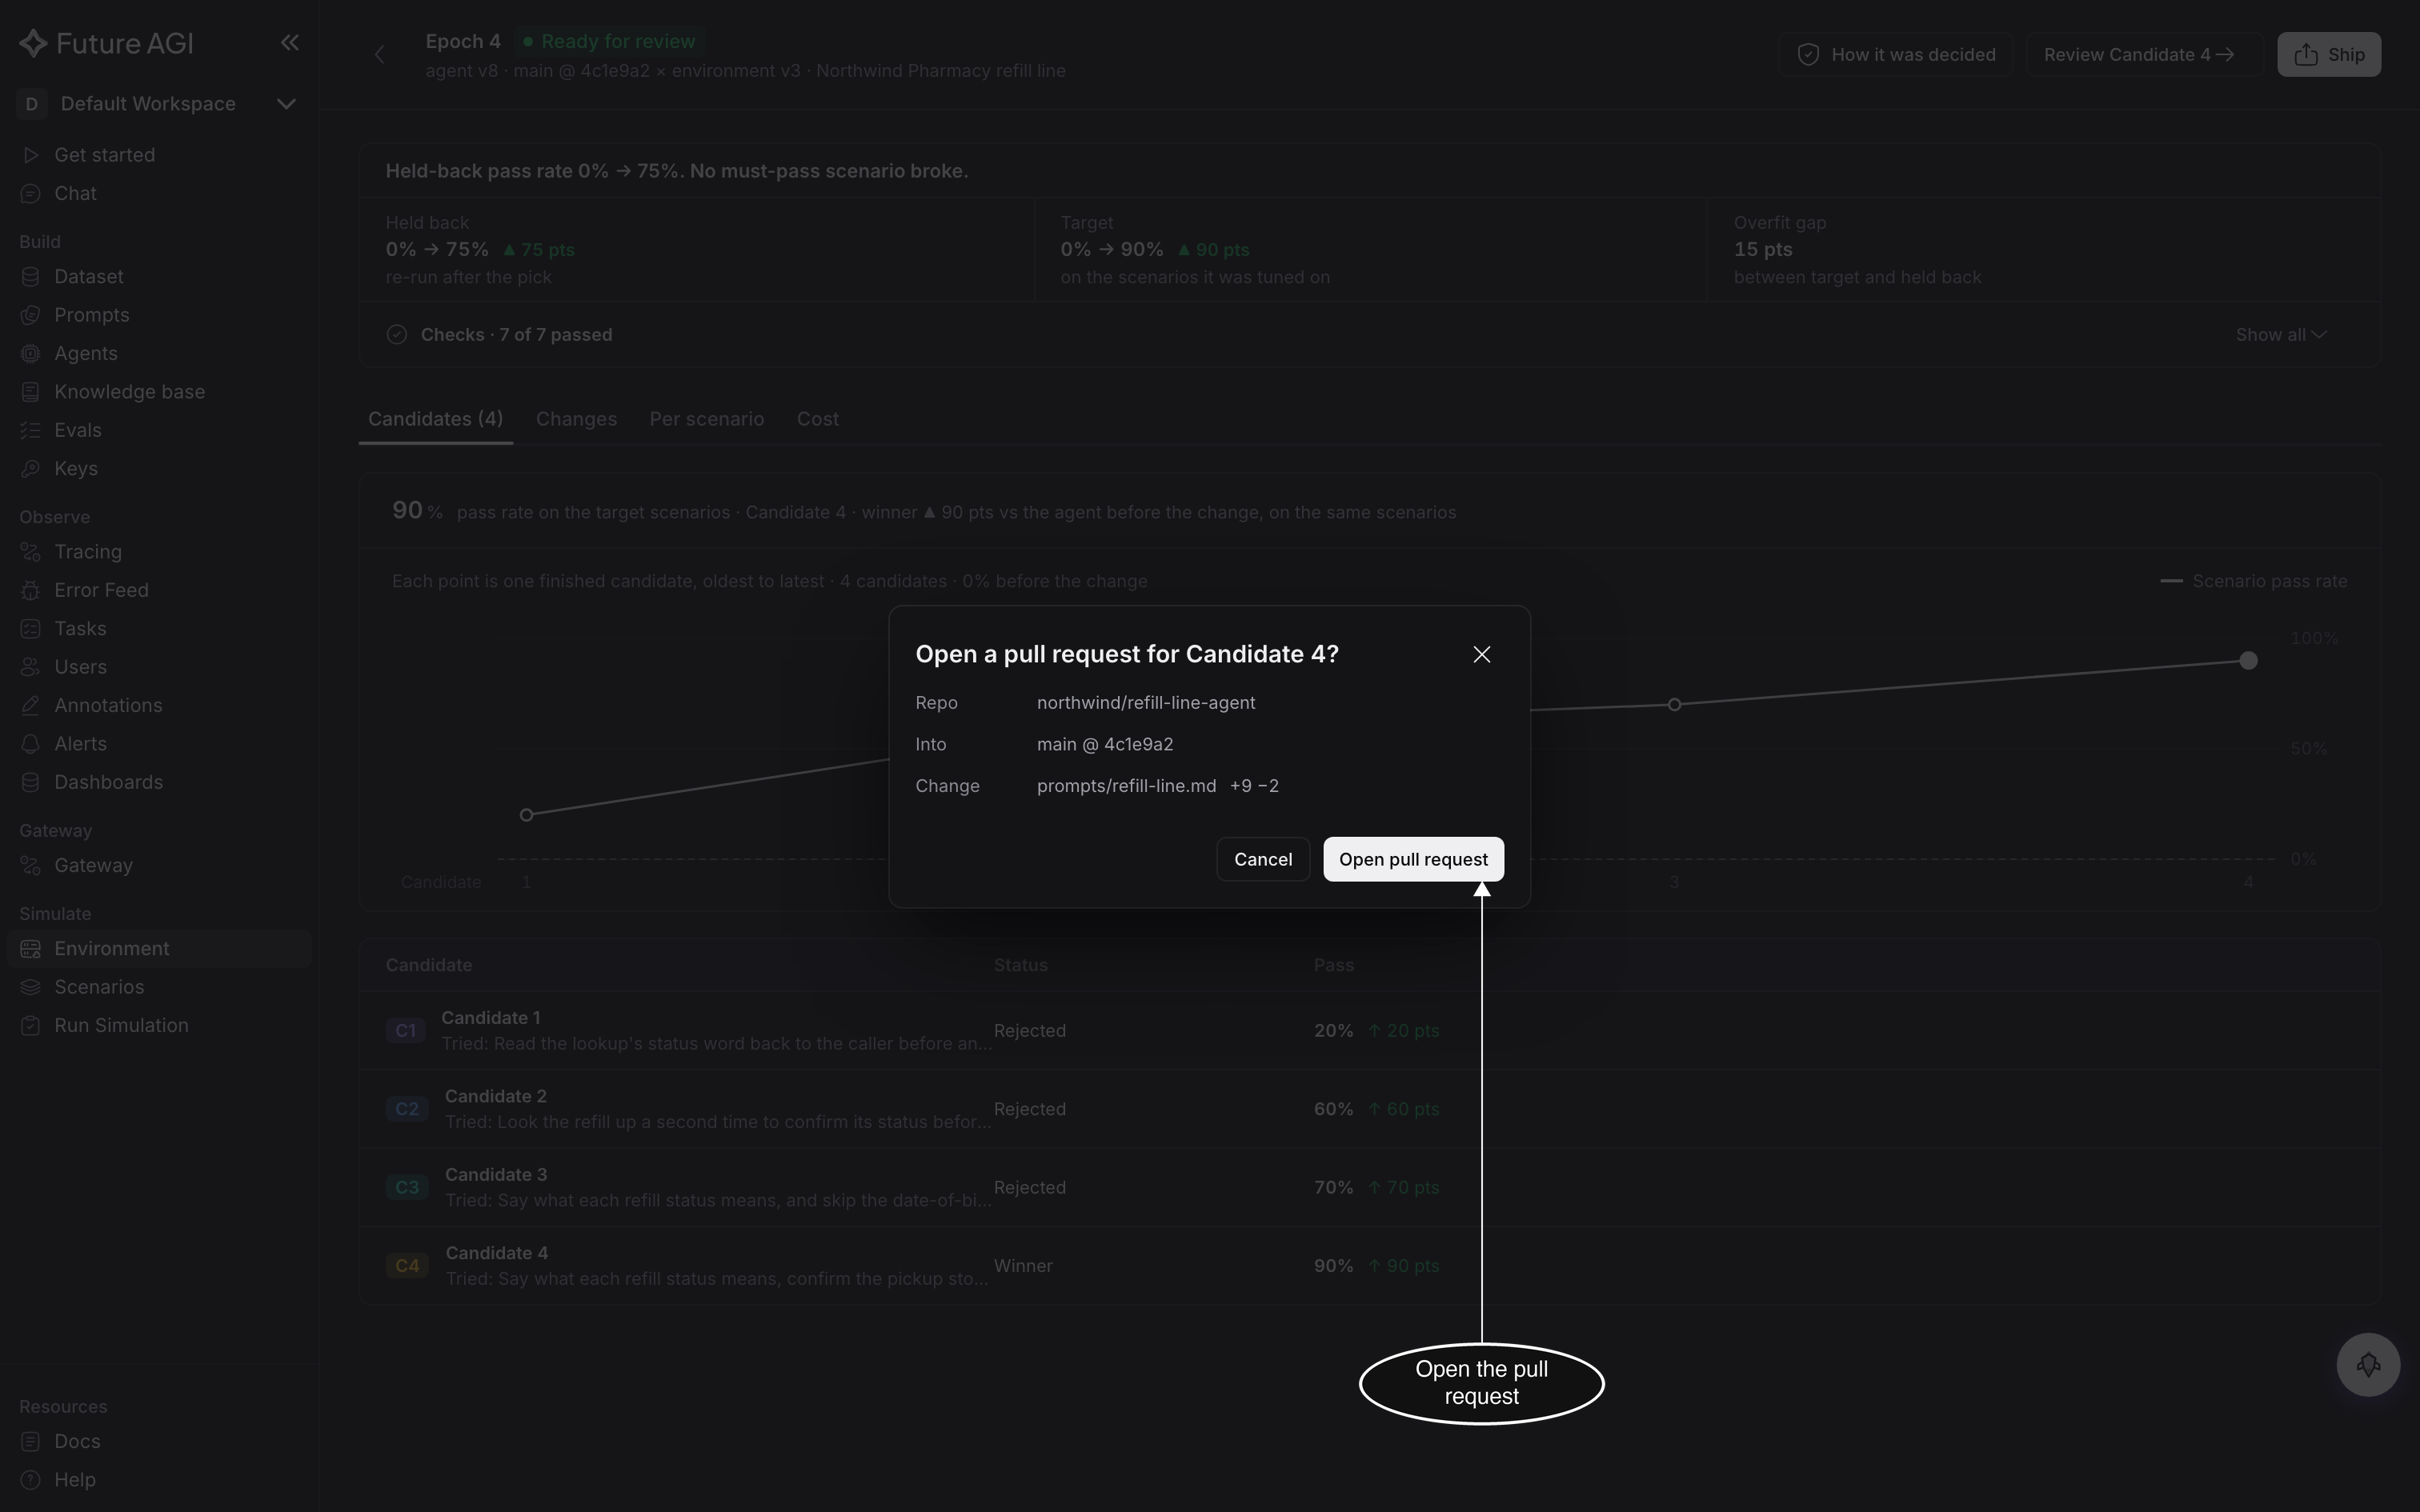 Future AGI
D Default Workspace
Get started
Chat
Build
Dataset
Prompts
Agents
Knowledge base
Evals
Keys
Observe
Tracing
Error Feed
Tasks
Users
Annotations
Alerts
Dashboards
Gateway
Gateway
Simulate
Environment
Scenarios
Run Simulation
Resources
Docs
Help
Epoch 4 Ready for review
agent v8 · main @ 4c1e9a2 × environment v3 · Northwind Pharmacy refill line
How it was decided
Review Candidate 4 →
Ship
Held-back pass rate 0% → 75%. No must-pass scenario broke.
Held back
0% → 75% ▲ 75 pts
re-run after the pick
Target
0% → 90% ▲ 90 pts
on the scenarios it was tuned on
Overfit gap
15 pts
between target and held back
Checks · 7 of 7 passed
Show all
Candidates (4) Changes Per scenario Cost
90 % pass rate on the target scenarios · Candidate 4 · winner ▲ 90 pts vs the agent before the change, on the same scenarios
Each point is one finished candidate, oldest to latest · 4 candidates · 0% before the change
Scenario pass rate
100%
50%
0%
Candidate 1 3 4
Open a pull request for Candidate 4?
Repo northwind/refill-line-agent
Into main @ 4c1e9a2
Change prompts/refill-line.md +9 −2
Cancel
Open pull request
Candidate Status Pass
C1 Candidate 1
Tried: Read the lookup's status word back to the caller before an...
Rejected
20% ↑ 20 pts
C2 Candidate 2
Tried: Look the refill up a second time to confirm its status befor...
Rejected
60% ↑ 60 pts
C3 Candidate 3
Tried: Say what each refill status means, and skip the date-of-bi...
Rejected
70% ↑ 70 pts
C4 Candidate 4
Tried: Say what each refill status means, confirm the pickup sto...
Winner
90% ↑ 90 pts
Open the pull
request